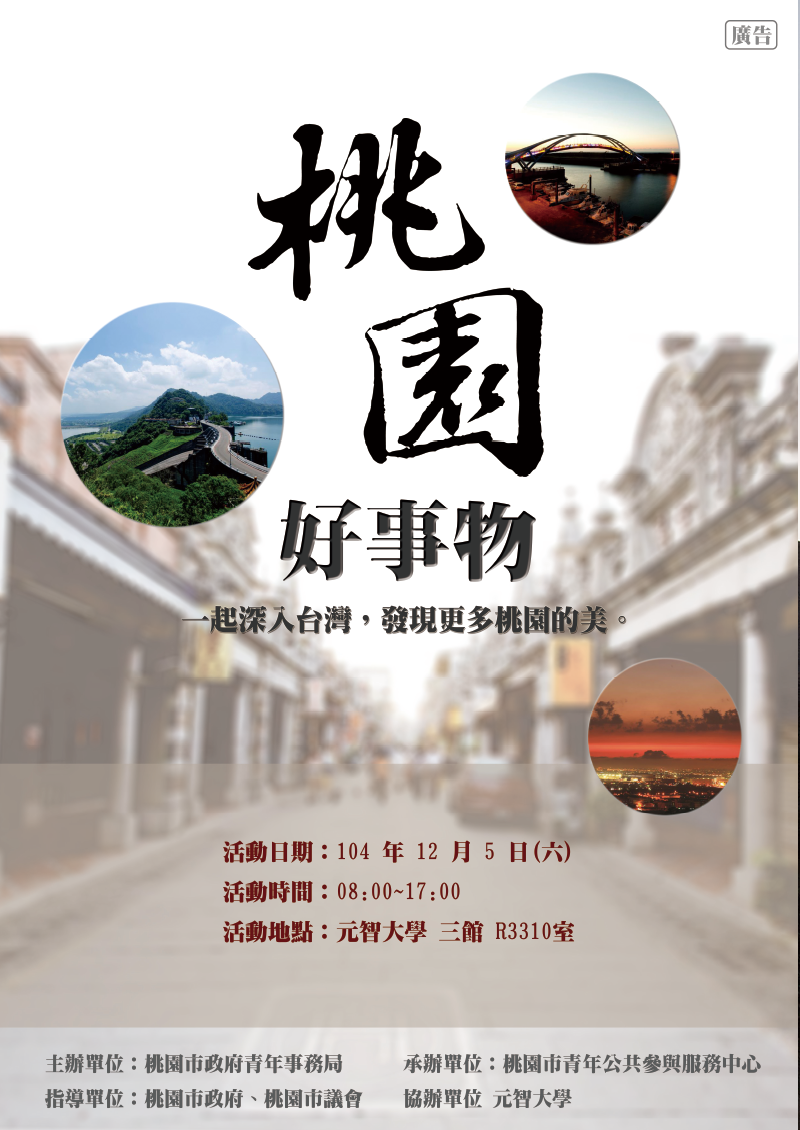 廣告
桃
園
好事物
一起深入台灣，發現更多桃園的美。
活動日期：104 年 12 月 5 日(六)
活動時間：08:00~17:00
活動地點：元智大學 三館 R3310室
主辦單位：桃園市政府青年事務局
承辦單位：桃園市青年公共參與服務中心
指導單位：桃園市政府、桃園市議會
協辦單位 元智大學